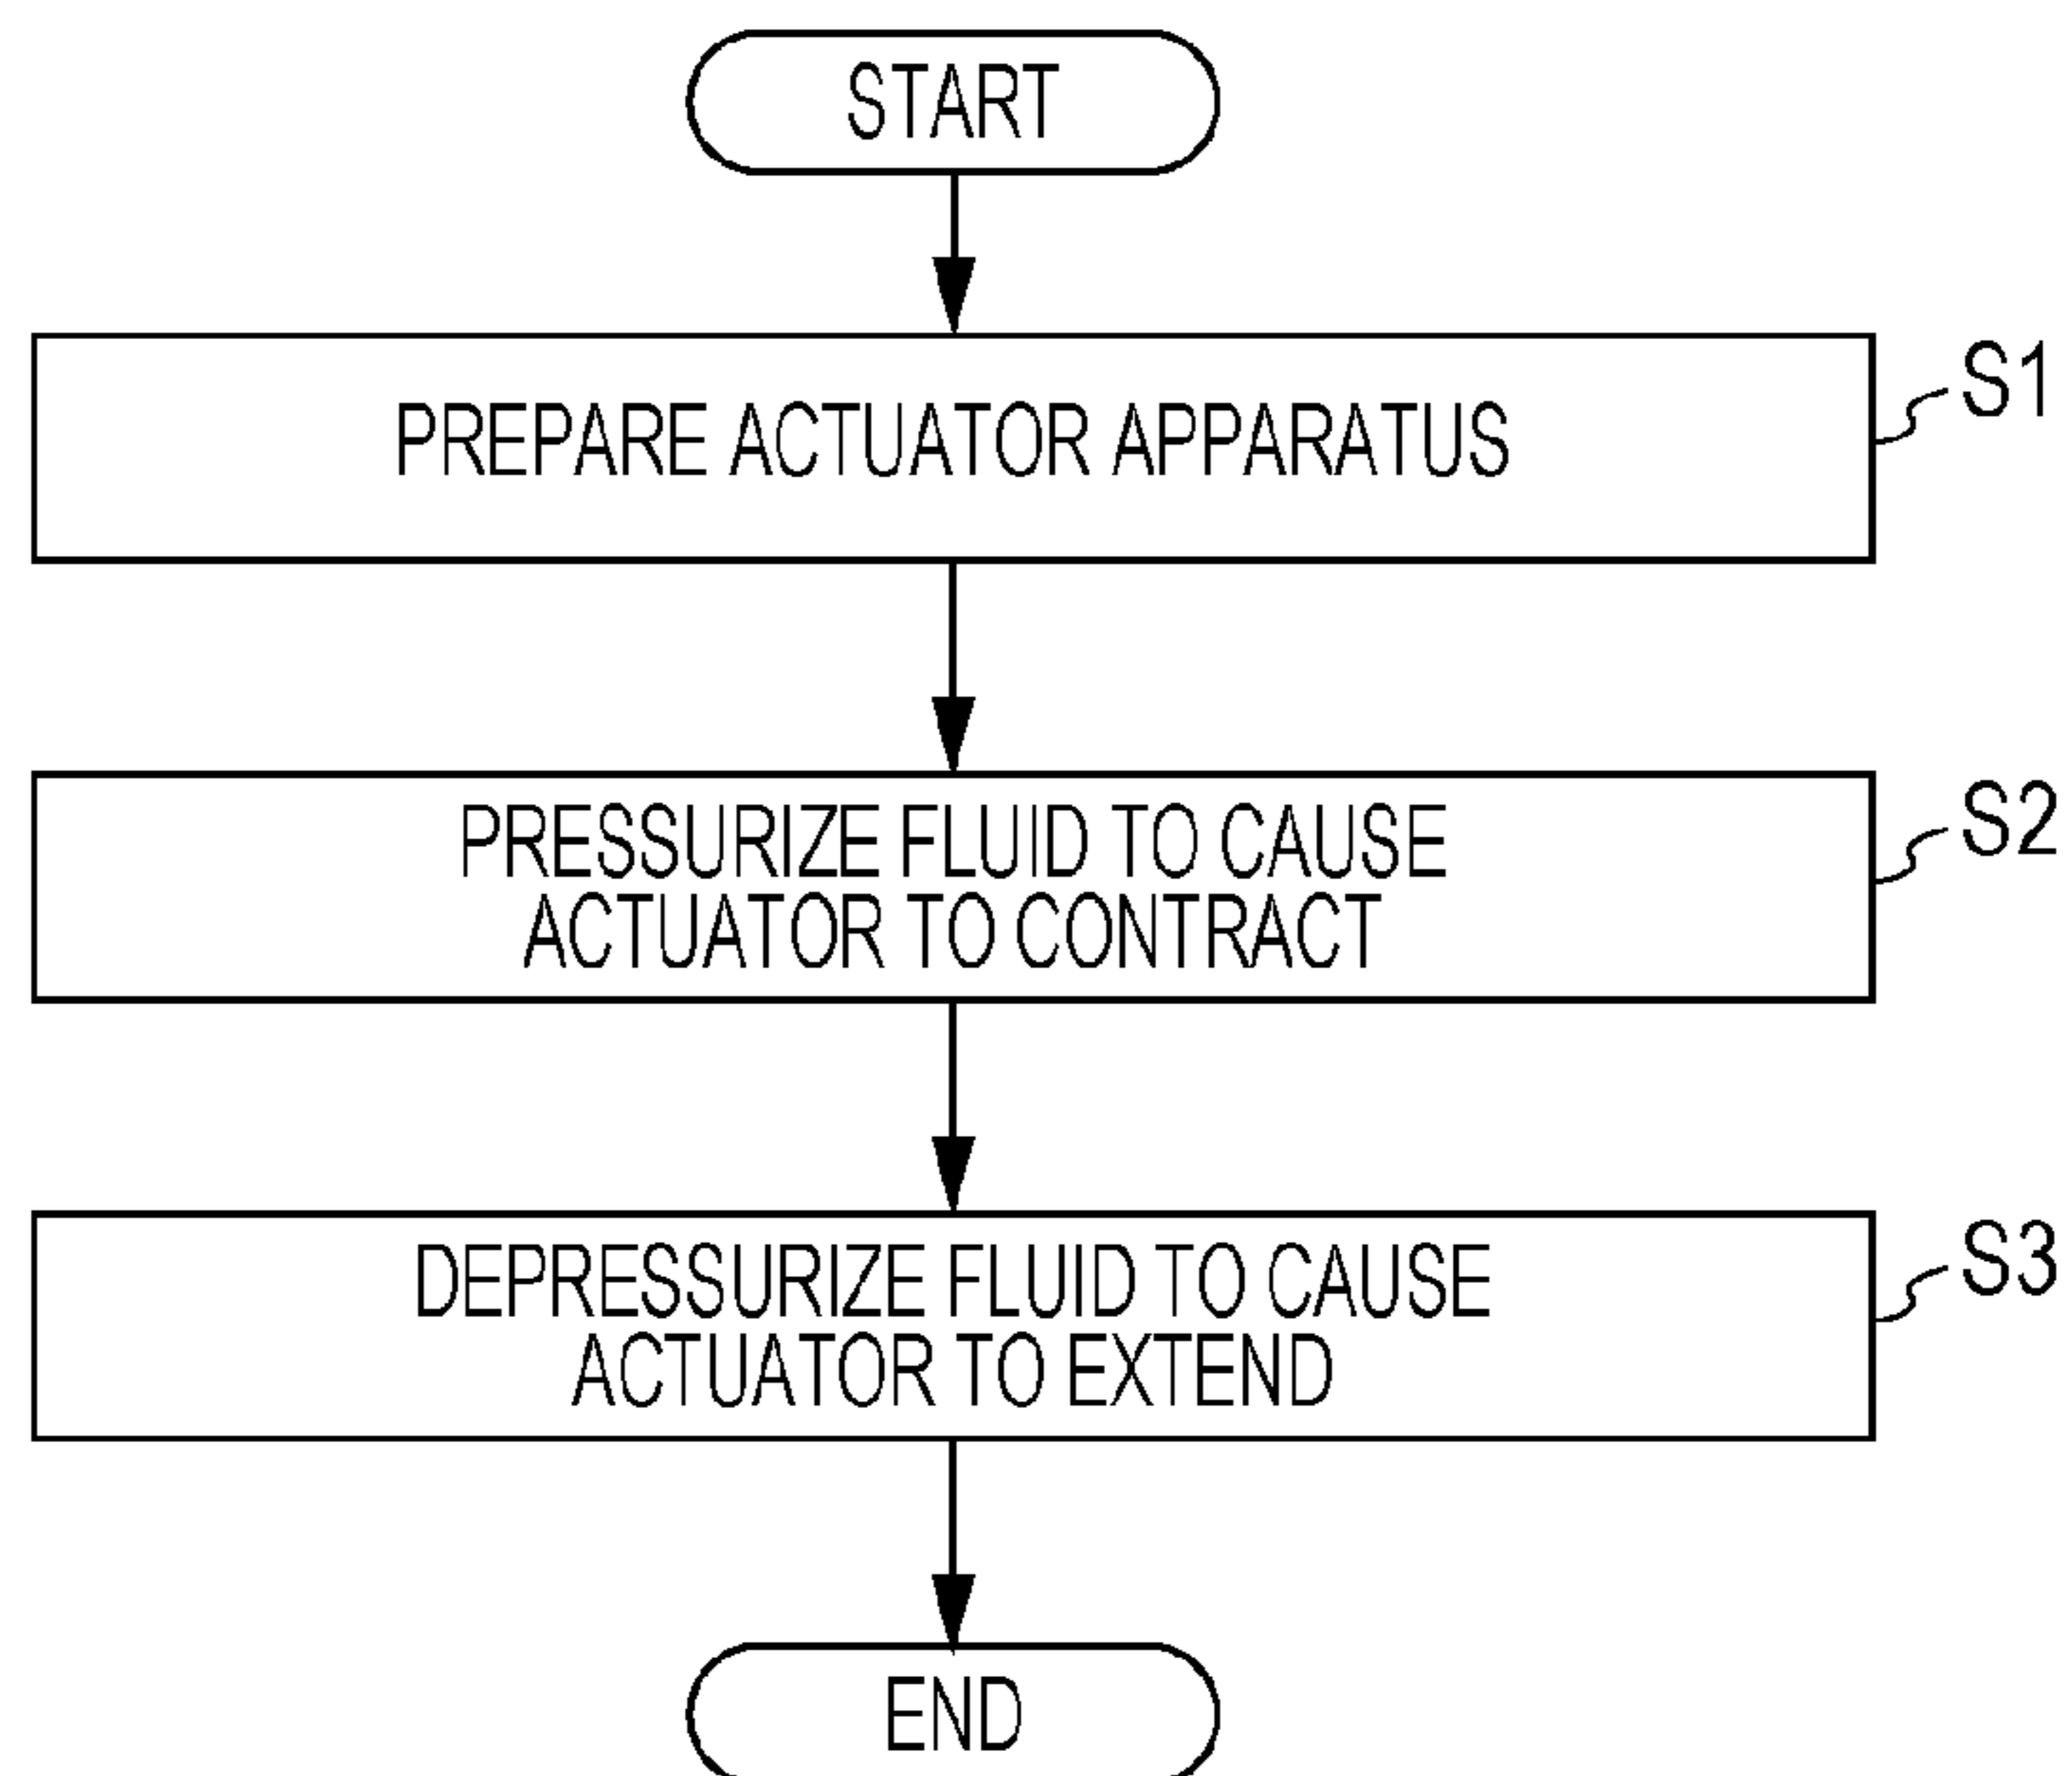 START
PREPARE ACTUATOR APPARATUS
S1
PRESSURIZE FLUID TO CAUSE
ACTUATOR TO CONTRACT
S2
DEPRESSURIZE FLUID TO CAUSE
ACTUATOR TO EXTEND
S3
END